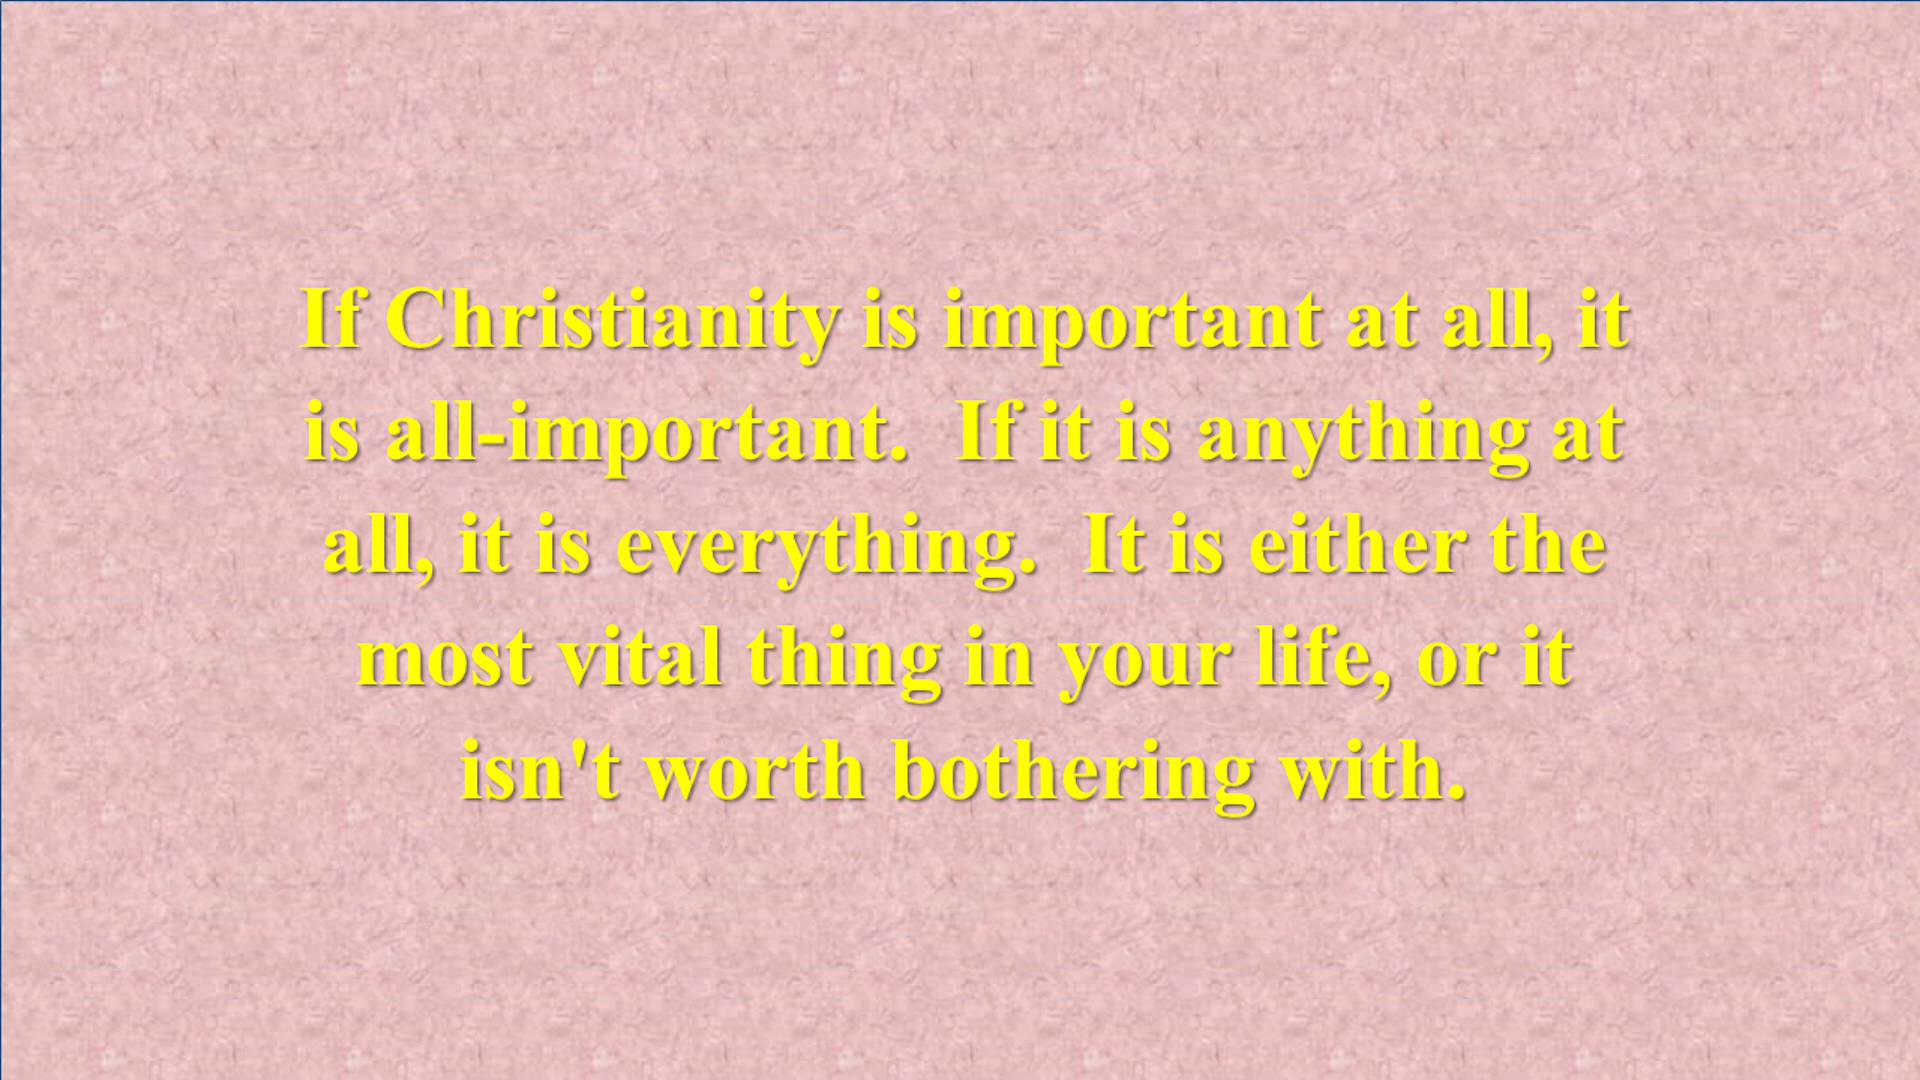 If Christianity is important at all, it
is all-important.  If it is anything at
all, it is everything.  It is either the
most vital thing in your life, or it
isn't worth bothering with.